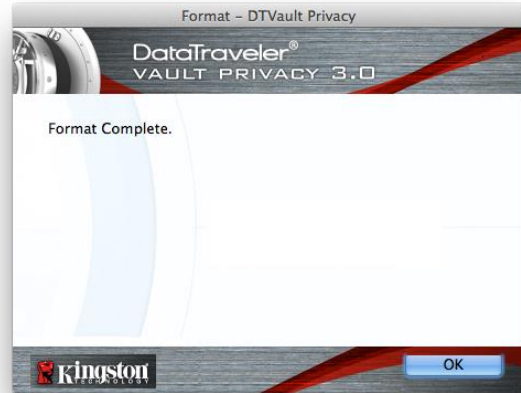 Format – DTVault Privacy
DataTraveler®
VAULT PRIVACY 3.0
Format Complete.
Kingston
TECHNOLOGY
OK